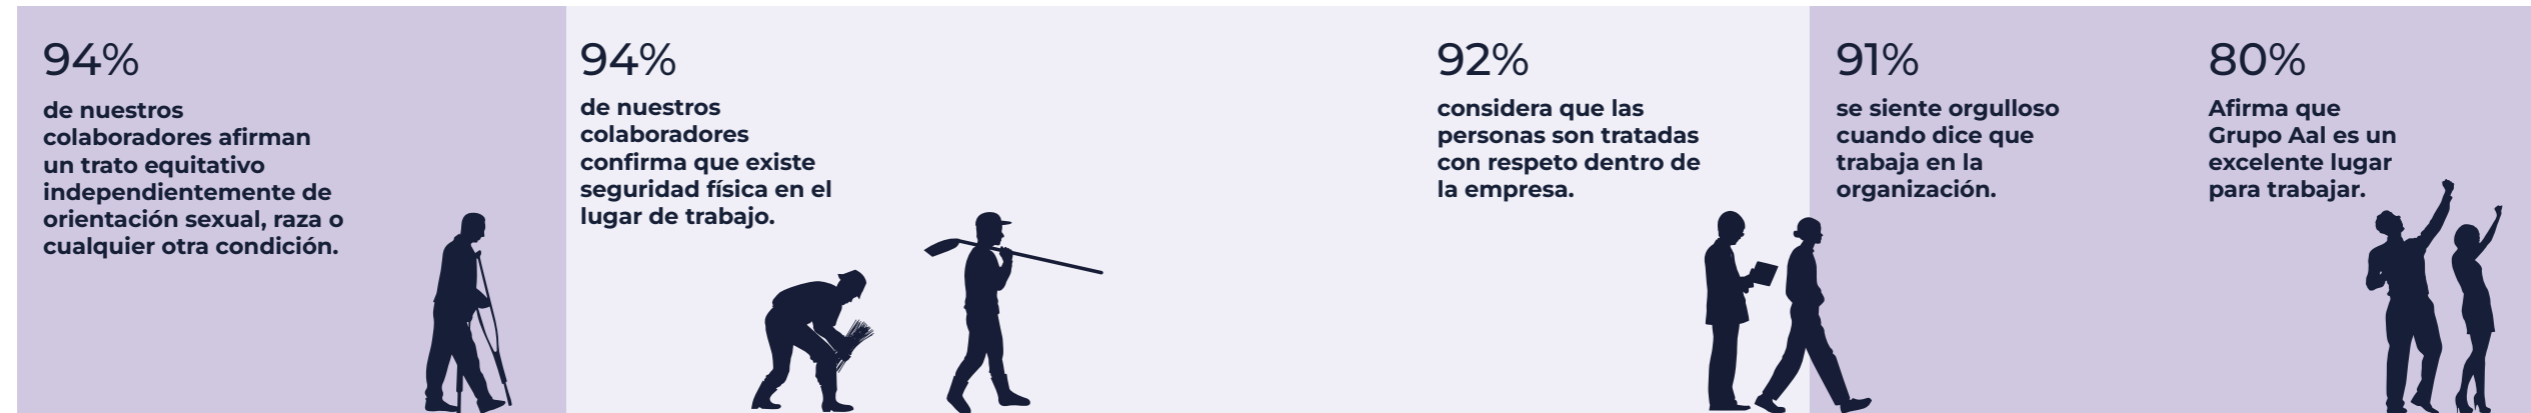 94%
de nuestros
colaboradores afirman
un trato equitativo
independientemente de
orientación sexual, raza o
cualquier otra condición.
94%
de nuestros
colaboradores
confirma que existe
seguridad física en el
lugar de trabajo.
92%
considera que las
personas son tratadas
con respeto dentro de
la empresa.
91%
se siente orgulloso
cuando dice que
trabaja en la
organización.
80%
Afirma que
Grupo Aal es un
excelente lugar
para trabajar.